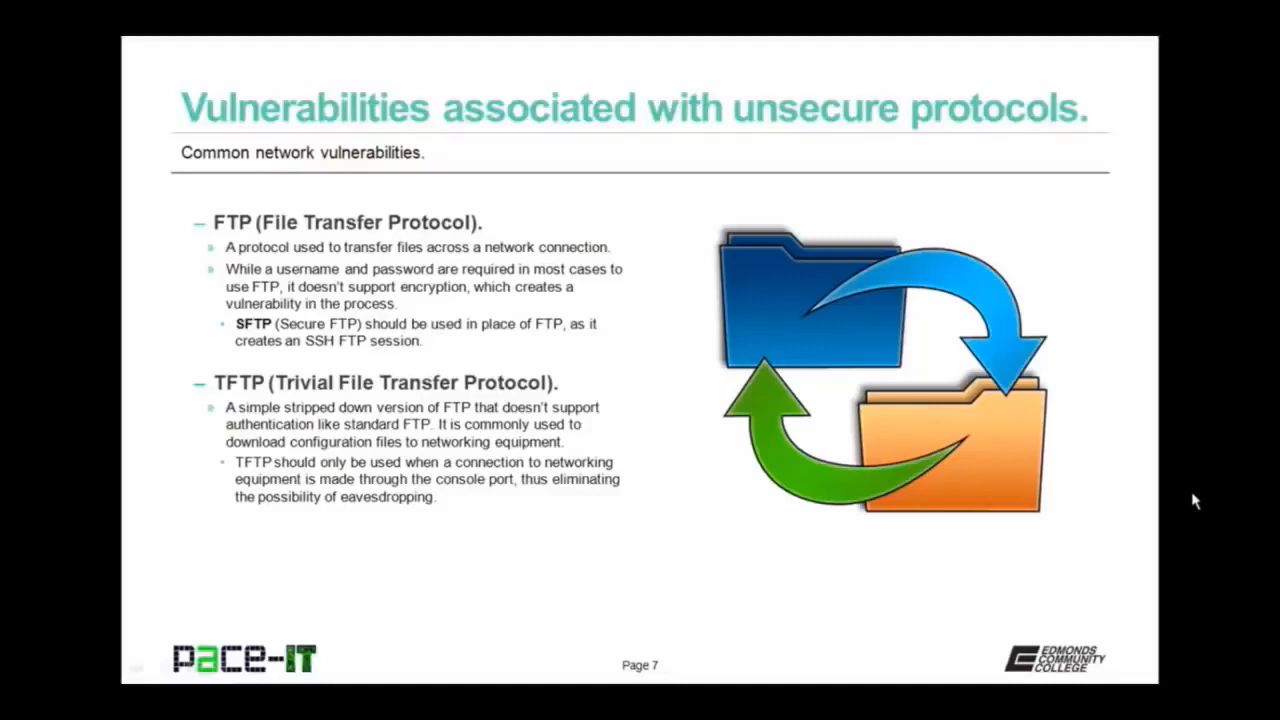 Vulnerabilities associated with unsecure protocols.
Common network vulnerabilities.
– FTP (File Transfer Protocol).
» A protocol used to transfer files across a network connection.
» While a username and password are required in most cases to
use FTP, it doesn't support encryption, which creates a
vulnerability in the process.
• SFTP (Secure FTP) should be used in place of FTP, as it
creates an SSH FTP session.
– TFTP (Trivial File Transfer Protocol).
» A simple stripped down version of FTP that doesn't support
authentication like standard FTP. It is commonly used to
download configuration files to networking equipment.
• TFTP should only be used when a connection to networking
equipment is made through the console port, thus eliminating
the possibility of eavesdropping.
pace-IT
Page 7
EDMONDS
COMMUNITY
COLLEGE